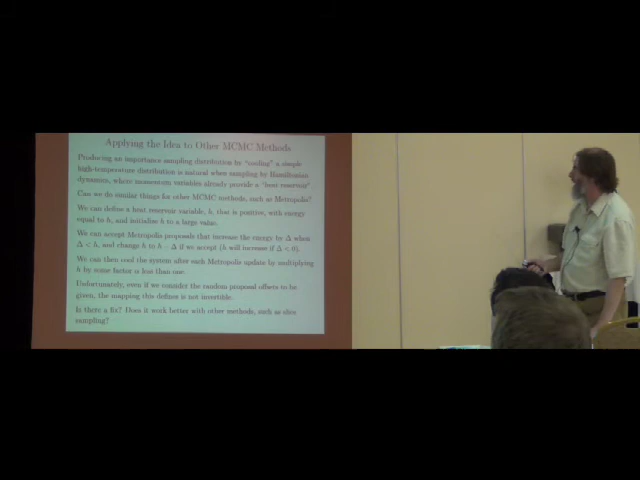 Applying the Idea to Other MCMC Methods
Producing an importance sampling distribution by "cooling" a simple
high-temperature distribution is natural when sampling by Hamiltonian
dynamics, where momentum variables already provide a "heat reservoir"
Can we do similar things for other MCMC methods, such as Metropolis?
We can define a heat reservoir variable, h, that is positive, with energy
equal to h, and initialize h to a large value.
We can accept Metropolis proposals that increase the energy by Δ when
Δ < h, and change h to h − Δ if we accept (h will increase if Δ < 0).
We can then cool the system after each Metropolis update by multiplying
h by some factor α less than one.
Unfortunately, even if we consider the random proposal offsets to be
given, the mapping this defines is not invertible.
Is there a fix? Does it work better with other methods, such as slice
sampling?